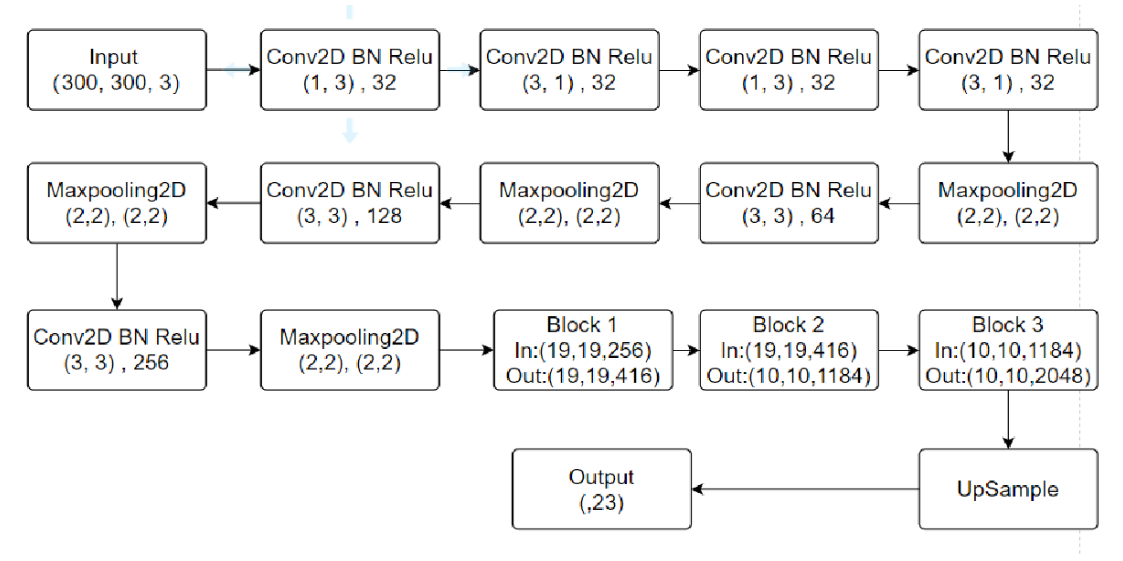 Input
(300, 300, 3)
Conv2D BN Relu
(1, 3) , 32
Conv2D BN Relu
(3, 1) , 32
Conv2D BN Relu
(1, 3) , 32
Conv2D BN Relu
(3, 1) , 32
Maxpooling2D
(2,2), (2,2)
Conv2D BN Relu
(3, 3) , 64
Maxpooling2D
(2,2), (2,2)
Conv2D BN Relu
(3, 3) , 128
Maxpooling2D
(2,2), (2,2)
Conv2D BN Relu
(3, 3) , 256
Maxpooling2D
(2,2), (2,2)
Block 1
In:(19,19,256)
Out:(19,19,416)
Block 2
In:(19,19,416)
Out:(10,10,1184)
Block 3
In:(10,10,1184)
Out:(10,10,2048)
UpSample
Output
(,23)